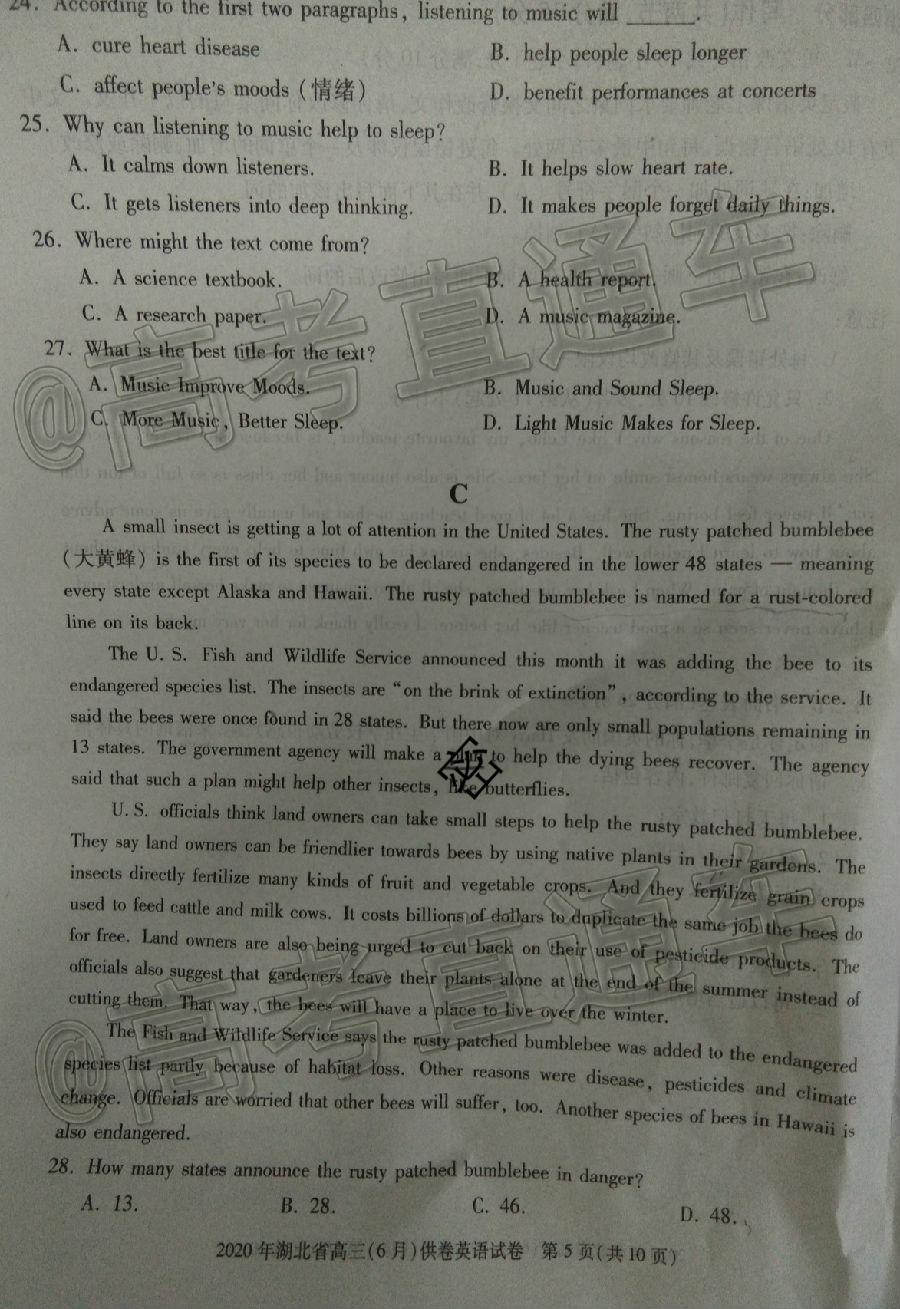 24. According to the first two paragraphs, listening to music will ______.
A. cure heart disease
B. help people sleep longer
C. affect people's moods (情绪)
D. benefit performances at concerts
25. Why can listening to music help to sleep?
A. It calms down listeners.
B. It helps slow heart rate.
C. It gets listeners into deep thinking.
D. It makes people forget daily things.
26. Where might the text come from?
A. A science textbook.
B. A health report.
C. A research paper.
D. A music magazine.
27. What is the best title for the text?
A. Music Improve Moods.
B. Music and Sound Sleep.
C. More Music, Better Sleep.
D. Light Music Makes for Sleep.
@高考直通车
C
A small insect is getting a lot of attention in the United States. The rusty patched bumblebee
(大黄蜂) is the first of its species to be declared endangered in the lower 48 states — meaning
every state except Alaska and Hawaii. The rusty patched bumblebee is named for a rust-colored
line on its back.
The U. S. Fish and Wildlife Service announced this month it was adding the bee to its
endangered species list. The insects are "on the brink of extinction", according to the service. It
said the bees were once found in 28 states. But there now are only small populations remaining in
13 states. The government agency will make a plan to help the dying bees recover. The agency
said that such a plan might help other insects, like butterflies.
U. S. officials think land owners can take small steps to help the rusty patched bumblebee.
They say land owners can be friendlier towards bees by using native plants in their gardens. The
insects directly fertilize many kinds of fruit and vegetable crops. And they fertilize grain crops
used to feed cattle and milk cows. It costs billions of dollars to duplicate the same job the bees do
for free. Land owners are also being urged to cut back on their use of pesticide products. The
officials also suggest that gardeners leave their plants alone at the end of the summer instead of
cutting them. That way, the bees will have a place to live over the winter.
The Fish and Wildlife Service says the rusty patched bumblebee was added to the endangered
species list partly because of habitat loss. Other reasons were disease, pesticides and climate
change. Officials are worried that other bees will suffer, too. Another species of bees in Hawaii is
also endangered.
@高考直通车
28. How many states announce the rusty patched bumblebee in danger?
A. 13.
B. 28.
C. 46.
D. 48.
2020年湖北省高三(6月)供卷英语试卷 第5页(共10页)